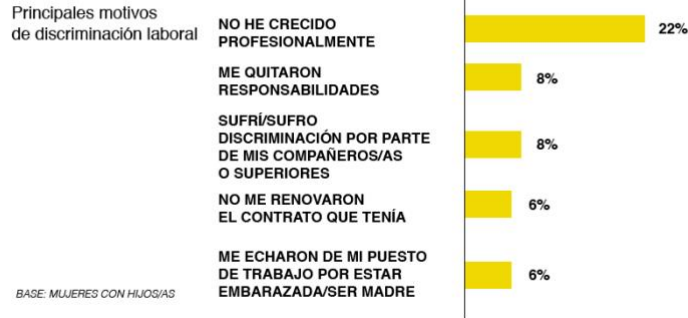 Principales motivos
de discriminación laboral
NO HE CRECIDO
PROFESIONALMENTE
22%
ME QUITARON
RESPONSABILIDADES
8%
SUFRÍ/SUFRO
DISCRIMINACIÓN POR PARTE
DE MIS COMPAÑEROS/AS
O SUPERIORES
8%
NO ME RENOVARON
EL CONTRATO QUE TENÍA
6%
ME ECHARON DE MI PUESTO
DE TRABAJO POR ESTAR
EMBARAZADA/SER MADRE
6%
BASE: MUJERES CON HIJOS/AS